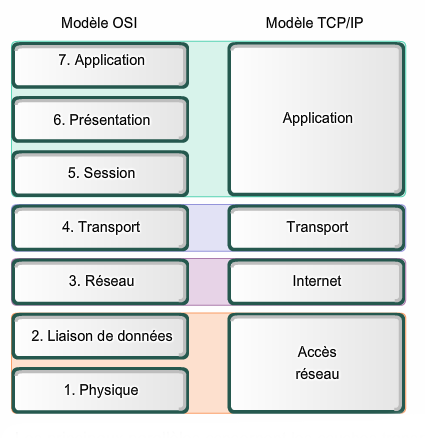 Modèle OSI
Modèle TCP/IP
7. Application
6. Présentation
5. Session
Application
4. Transport
Transport
3. Réseau
Internet
2. Liaison de données
1. Physique
Accès
réseau